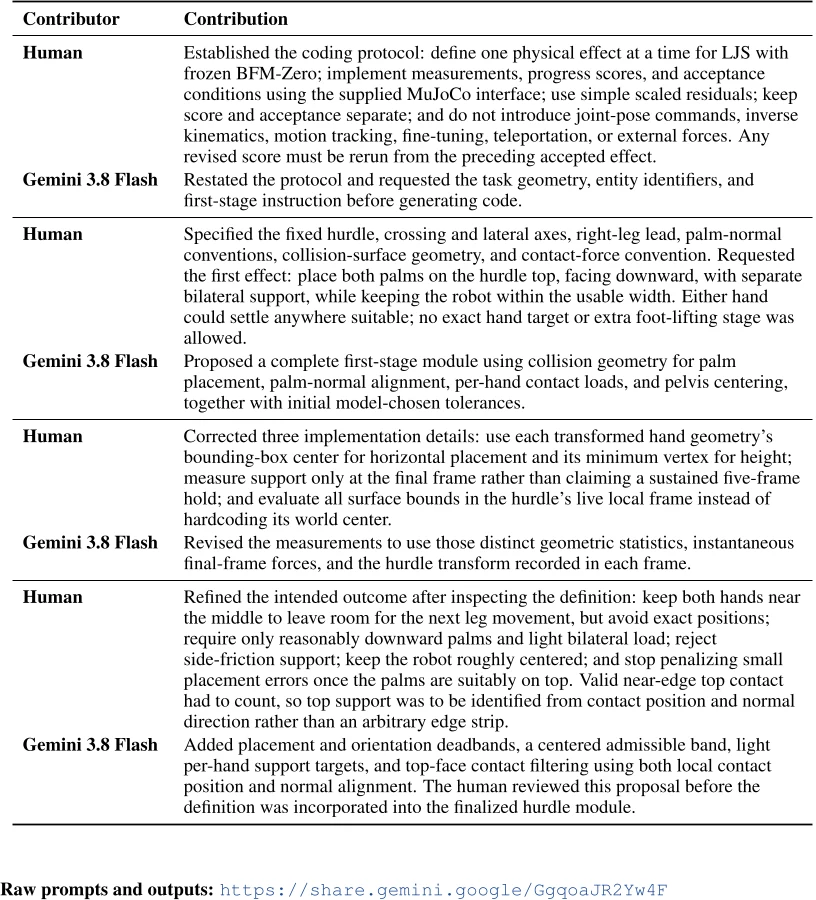 Contributor Contribution
Human Established the coding protocol: define one physical effect at a time for LJS with
frozen BFM-Zero; implement measurements, progress scores, and acceptance
conditions using the supplied MuJoCo interface; use simple scaled residuals; keep
score and acceptance separate; and do not introduce joint-pose commands, inverse
kinematics, motion tracking, fine-tuning, teleportation, or external forces. Any
revised score must be rerun from the preceding accepted effect.
Gemini 3.8 Flash Restated the protocol and requested the task geometry, entity identifiers, and
first-stage instruction before generating code.
Human Specified the fixed hurdle, crossing and lateral axes, right-leg lead, palm-normal
conventions, collision-surface geometry, and contact-force convention. Requested
the first effect: place both palms on the hurdle top, facing downward, with separate
bilateral support, while keeping the robot within the usable width. Either hand
could settle anywhere suitable; no exact hand target or extra foot-lifting stage was
allowed.
Gemini 3.8 Flash Proposed a complete first-stage module using collision geometry for palm
placement, palm-normal alignment, per-hand contact loads, and pelvis centering,
together with initial model-chosen tolerances.
Human Corrected three implementation details: use each transformed hand geometry's
bounding-box center for horizontal placement and its minimum vertex for height;
measure support only at the final frame rather than claiming a sustained five-frame
hold; and evaluate all surface bounds in the hurdle's live local frame instead of
hardcoding its world center.
Gemini 3.8 Flash Revised the measurements to use those distinct geometric statistics, instantaneous
final-frame forces, and the hurdle transform recorded in each frame.
Human Refined the intended outcome after inspecting the definition: keep both hands near
the middle to leave room for the next leg movement, but avoid exact positions;
require only reasonably downward palms and light bilateral load; reject
side-friction support; keep the robot roughly centered; and stop penalizing small
placement errors once the palms are suitably on top. Valid near-edge top contact
had to count, so top support was to be identified from contact position and normal
direction rather than an arbitrary edge strip.
Gemini 3.8 Flash Added placement and orientation deadbands, a centered admissible band, light
per-hand support targets, and top-face contact filtering using both local contact
position and normal alignment. The human reviewed this proposal before the
definition was incorporated into the finalized hurdle module.
Raw prompts and outputs: https://share.gemini.google/GgqoaJR2Yw4F